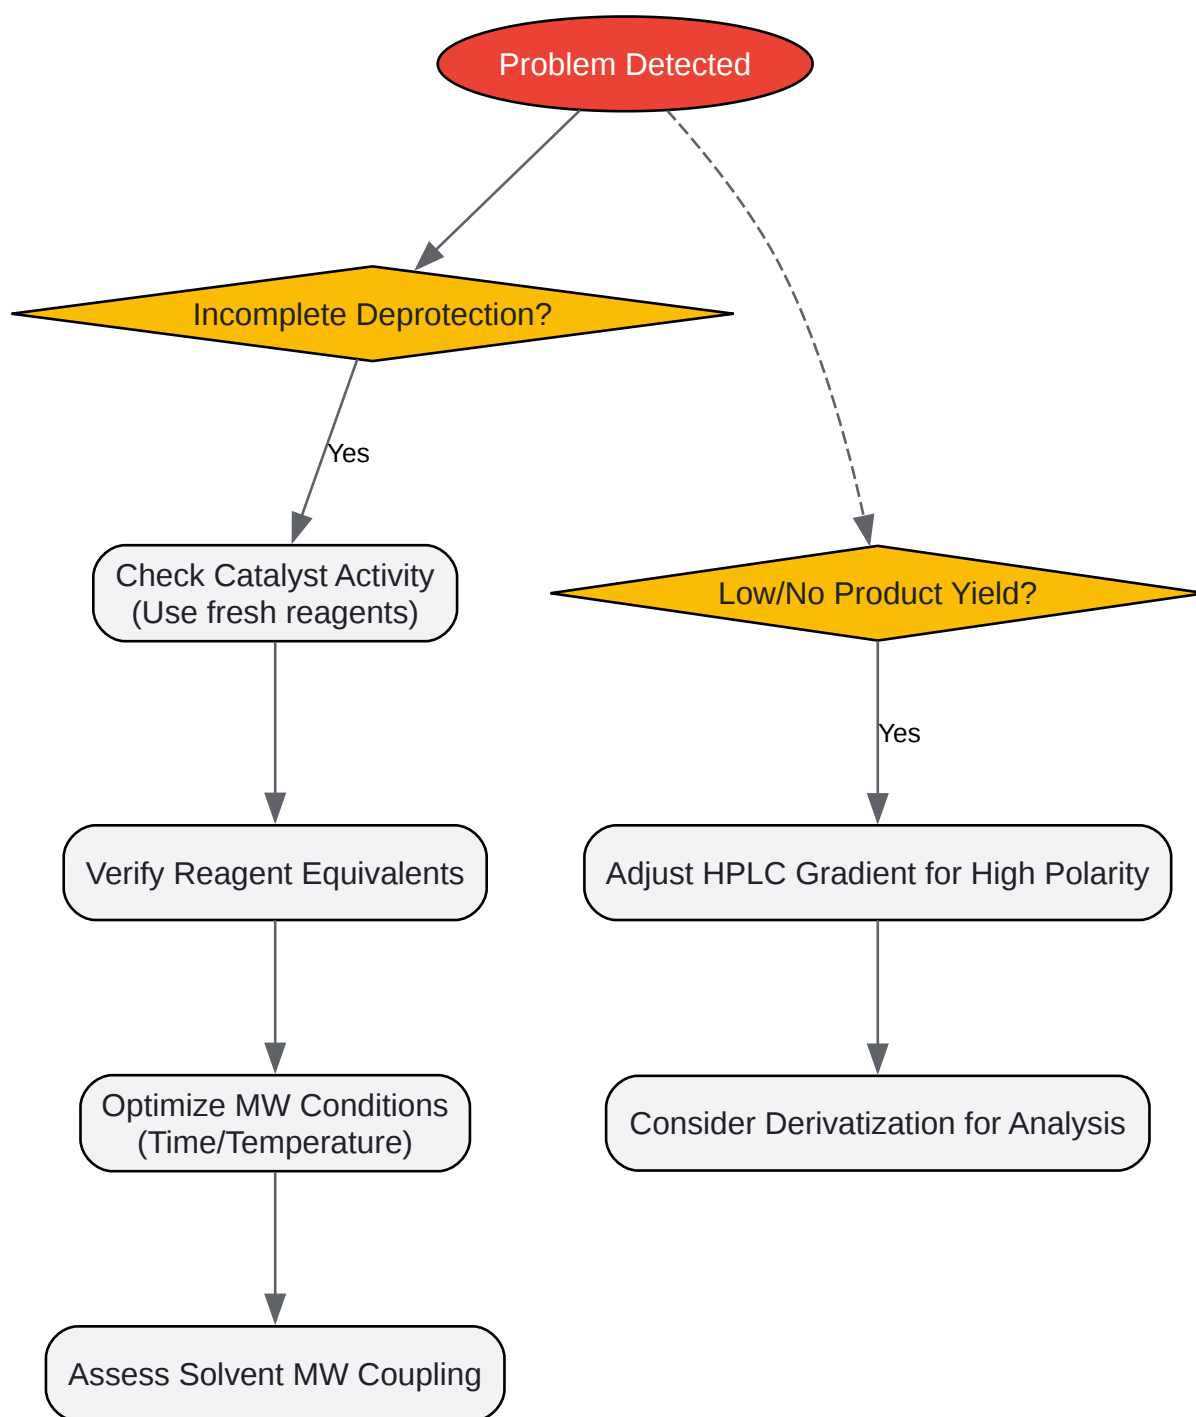 Problem Detected
Incomplete Deprotection?
Yes
Check Catalyst Activity
(Use fresh reagents)
Low/No Product Yield?
Yes
Verify Reagent Equivalents
Adjust HPLC Gradient for High Polarity
Optimize MW Conditions
(Time/Temperature)
Consider Derivatization for Analysis
Assess Solvent MW Coupling